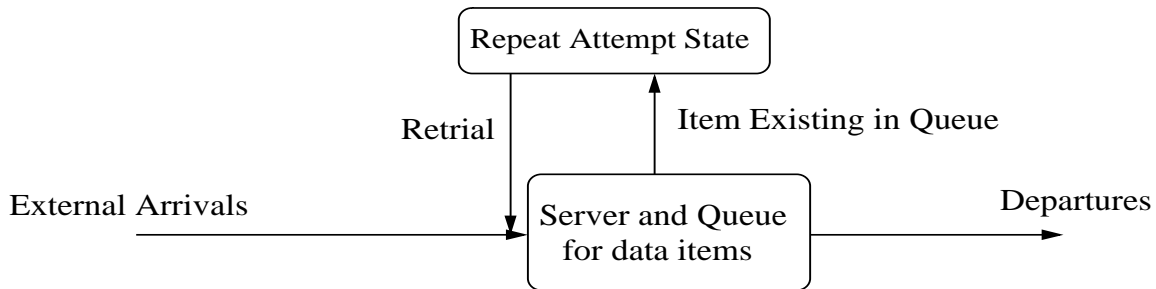 Repeat Attempt State
Retrial
Item Existing in Queue
External Arrivals
Server and Queue
for data items
Departures